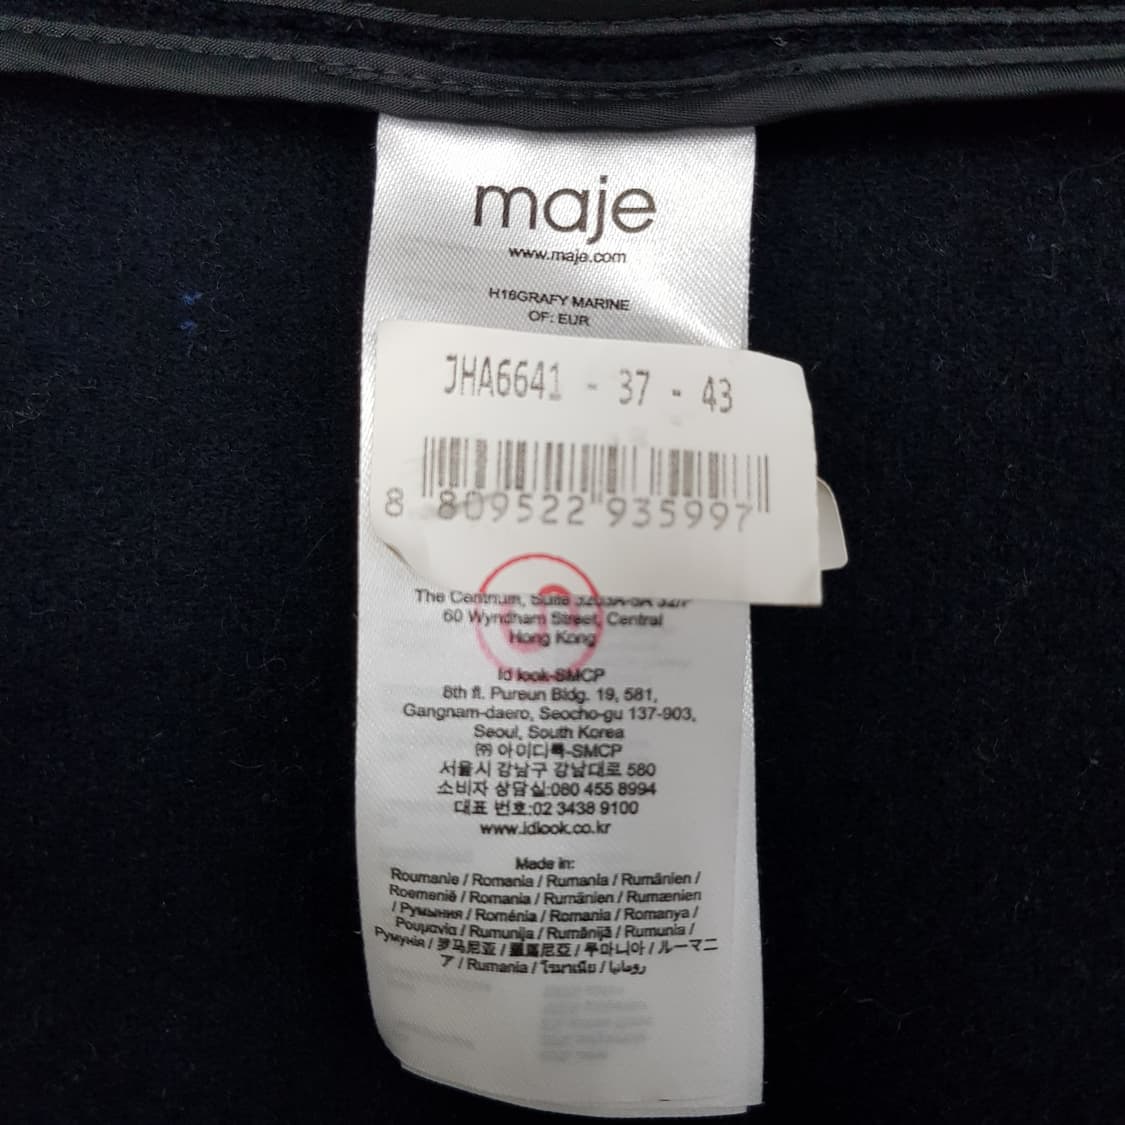 maje
www.maje.com
H16GRAFY MARINE
OF: EUR
JHA6641 - 37 - 43
8 809522 935997
The Centrum, Suite
60 Wyndham Street, Central
Hong Kong
Id look-SMCP
8th fl. Pureun Bldg. 19, 581,
Gangnam-daero, Seocho-gu 137-903,
Seoul, South Korea
㈜ 아이디룩-SMCP
서울시 강남구 강남대로 580
소비자 상담실:080 455 8994
대표 번호:02 3438 9100
www.idlook.co.kr
Made in:
Roumanie / Romania / Rumania / Rumänien /
Roemenië / Romania / Rumänien / Rumænien
/ Румыния / Roménia / Romania / Romanya /
Ρουμανία / Rumunija / Rumānijā / Rumunia /
Румунія / 罗马尼亚 / 羅馬尼亞 / 루마니아 / ルーマニ
ア / Rumania / โรมาเนีย / رومانيا